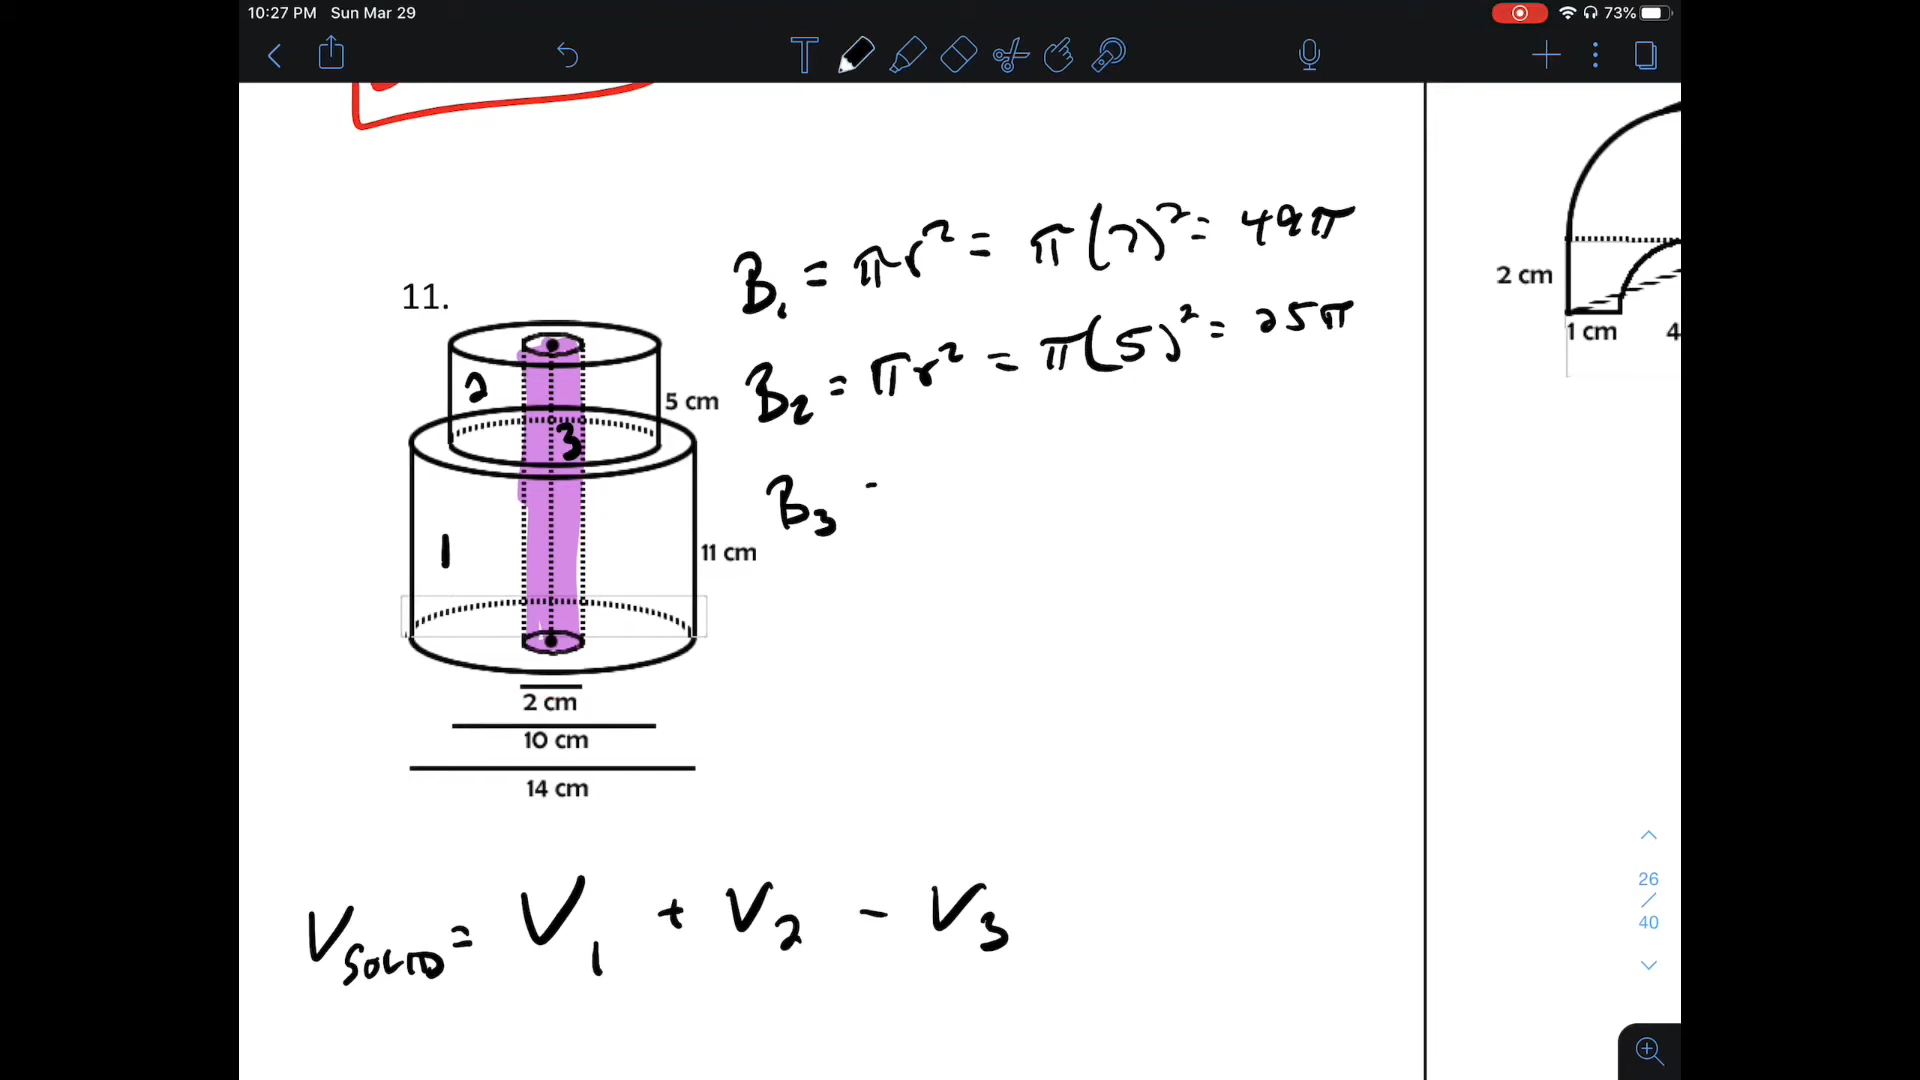 10:27 PM Sun Mar 29
73%
11.
B₁ = πr² = π(7)² = 49π
B₂ = πr² = π(5)² = 25π
B₃ =
2
3
1
5 cm
11 cm
2 cm
10 cm
14 cm
V SOLID = V₁ + V₂ - V₃
2 cm
1 cm
4
26
/
40